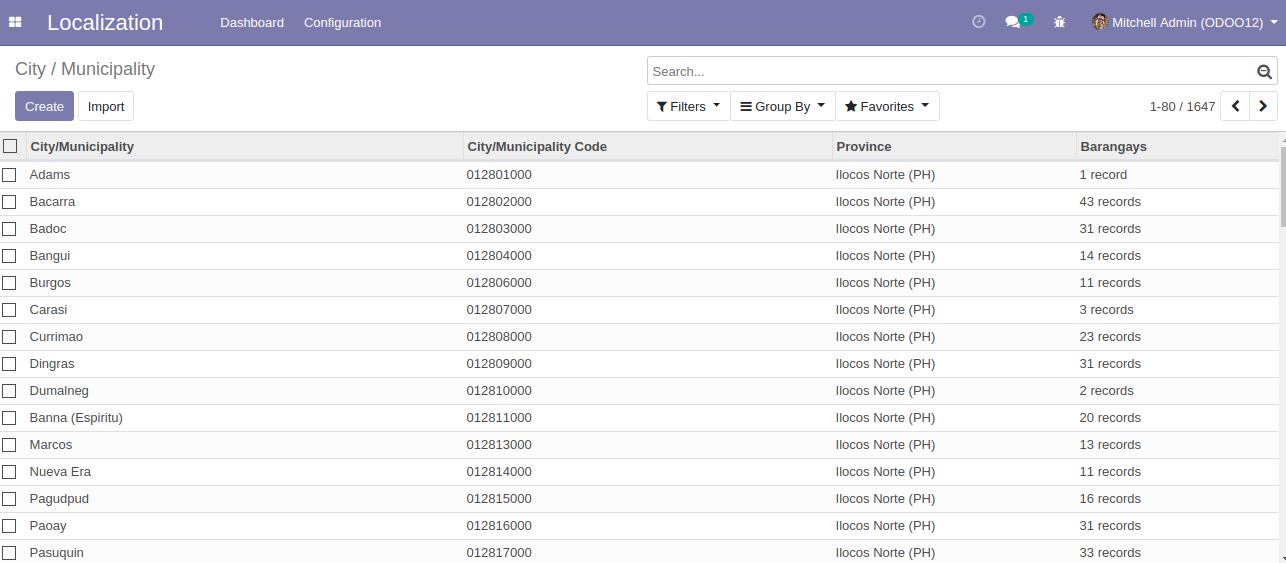 Localization Dashboard Configuration 1 Mitchell Admin (ODOO12)
City / Municipality
Search...
Create Import Filters Group By Favorites 1-80 / 1647
City/Municipality City/Municipality Code Province Barangays
Adams 012801000 Ilocos Norte (PH) 1 record
Bacarra 012802000 Ilocos Norte (PH) 43 records
Badoc 012803000 Ilocos Norte (PH) 31 records
Bangui 012804000 Ilocos Norte (PH) 14 records
Burgos 012806000 Ilocos Norte (PH) 11 records
Carasi 012807000 Ilocos Norte (PH) 3 records
Currimao 012808000 Ilocos Norte (PH) 23 records
Dingras 012809000 Ilocos Norte (PH) 31 records
Dumalneg 012810000 Ilocos Norte (PH) 2 records
Banna (Espiritu) 012811000 Ilocos Norte (PH) 20 records
Marcos 012813000 Ilocos Norte (PH) 13 records
Nueva Era 012814000 Ilocos Norte (PH) 11 records
Pagudpud 012815000 Ilocos Norte (PH) 16 records
Paoay 012816000 Ilocos Norte (PH) 31 records
Pasuquin 012817000 Ilocos Norte (PH) 33 records